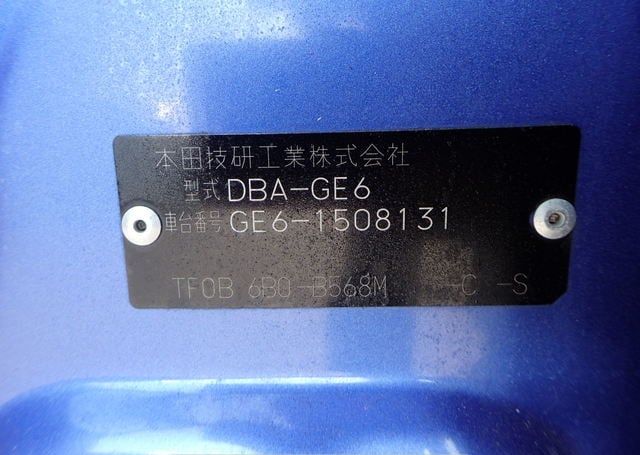 本田技研工業株式会社
型式 DBA-GE6
車台番号 GE6-1508131
TF0B 6B0-B568M -C -S